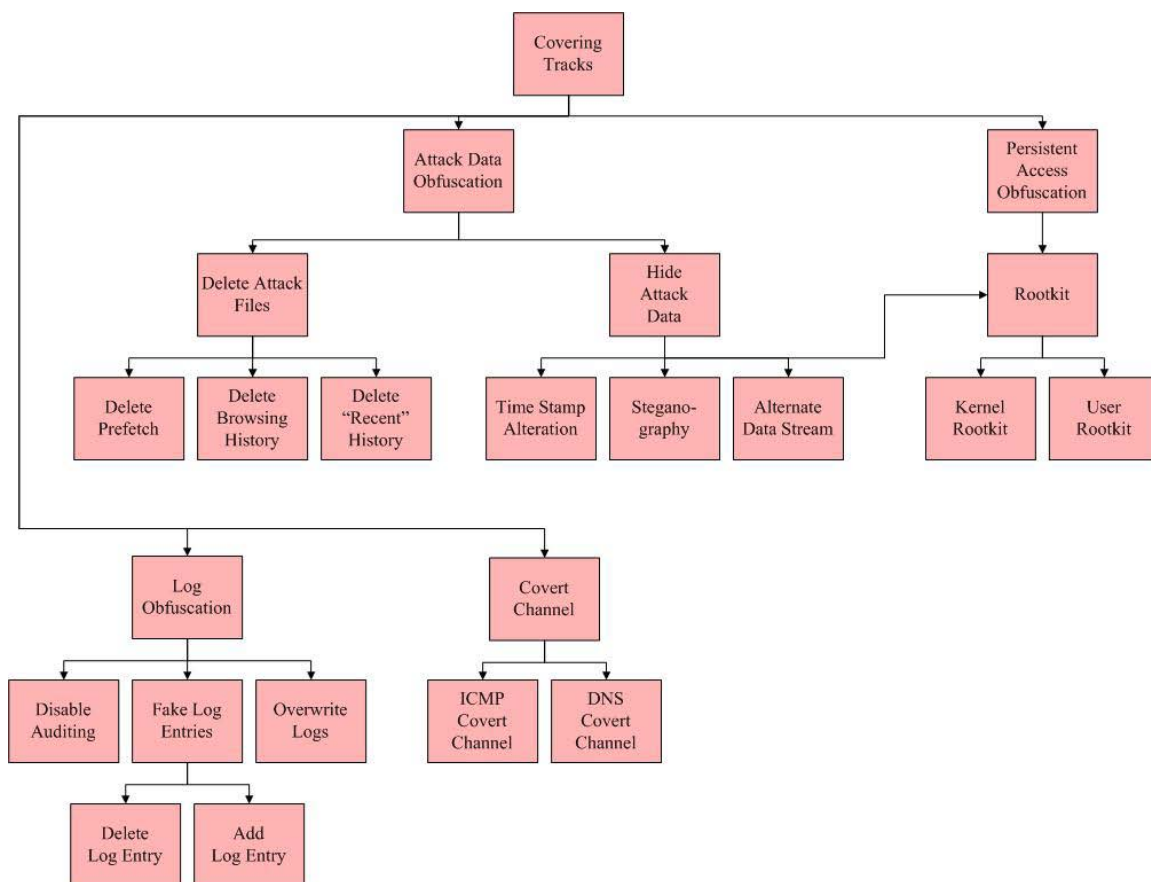 Covering
Tracks
Attack Data
Obfuscation
Persistent
Access
Obfuscation
Delete Attack
Files
Hide
Attack
Data
Rootkit
Delete
Prefetch
Delete
Browsing
History
Delete
“Recent”
History
Time Stamp
Alteration
Stegano-
graphy
Alternate
Data Stream
Kernel
Rootkit
User
Rootkit
Log
Obfuscation
Covert
Channel
Disable
Auditing
Fake Log
Entries
Overwrite
Logs
ICMP
Covert
Channel
DNS
Covert
Channel
Delete
Log Entry
Add
Log Entry